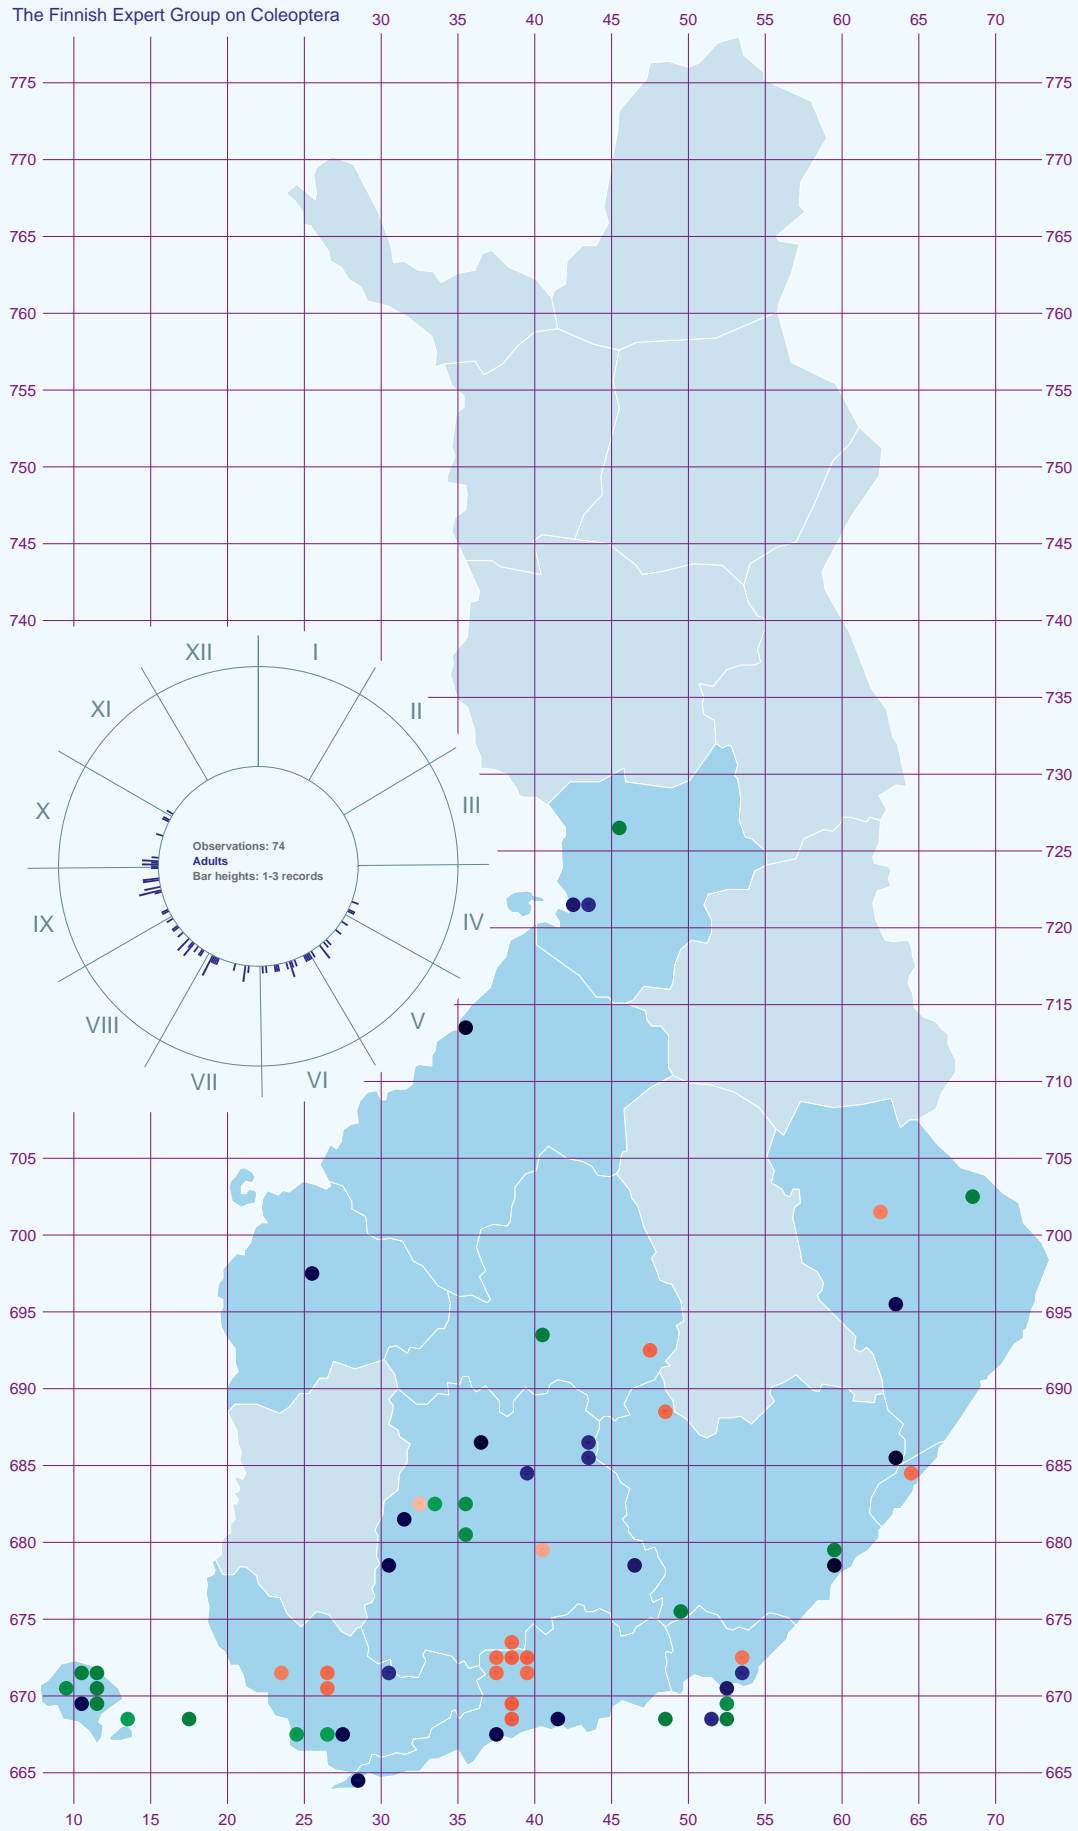 The Finnish Expert Group on Coleoptera
30 35 40 45 50 55 60 65 70
775 775
770 770
765 765
760 760
755 755
750 750
745 745
740 740
XII I
XI II
735
730
X III
725
Observations: 74
Adults
Bar heights: 1-3 records
IX IV
720
715
VIII V
VII VI
710
705 705
700 700
695 695
690 690
685 685
680 680
675 675
670 670
665 665
10 15 20 25 30 35 40 45 50 55 60 65 70